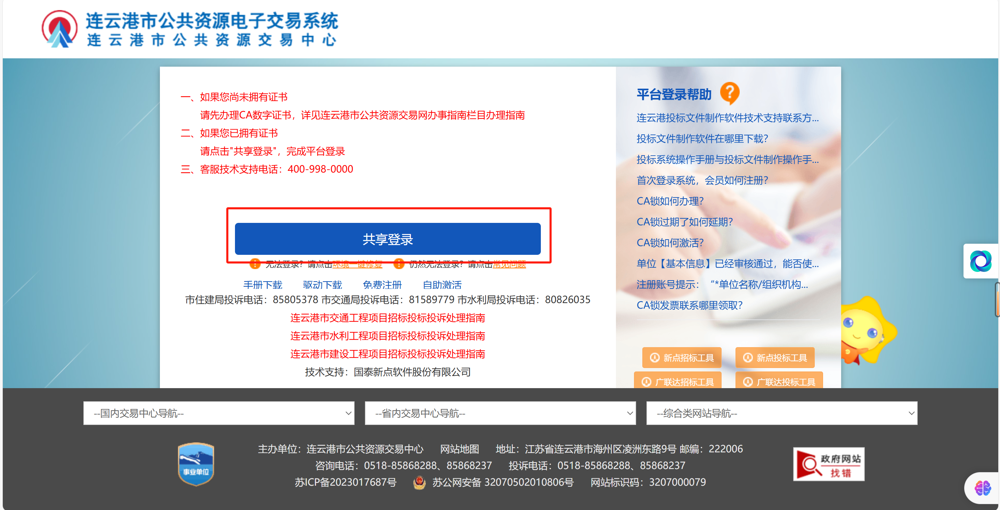 连云港市公共资源电子交易系统
连云港市公共资源交易中心
一、如果您尚未拥有证书
请先办理CA数字证书，详见连云港市公共资源交易网办事指南栏目办理指南
二、如果您已拥有证书
请点击"共享登录"，完成平台登录
三、客服技术支持电话：400-998-0000
共享登录
无法登录？请点击环境一键修复 仍然无法登录？请点击常见问题
手册下载 驱动下载 免费注册 自助激活
市住建局投诉电话：85805378 市交通局投诉电话：81589779 市水利局投诉电话：80826035
连云港市交通工程项目招标投标投诉处理指南
连云港市水利工程项目招标投标投诉处理指南
连云港市建设工程项目招标投标投诉处理指南
技术支持：国泰新点软件股份有限公司
平台登录帮助
连云港投标文件制作软件技术支持联系方...
投标文件制作软件在哪里下载？
投标系统操作手册与投标文件制作操作手...
首次登录系统，会员如何注册？
CA锁如何办理？
CA锁过期了如何延期？
CA锁如何激活？
单位【基本信息】已经审核通过，能否使...
注册账号提示：“*单位名称/组织机构...
CA锁发票联系哪里领取？
新点招标工具 新点投标工具
广联达招标工具 广联达投标工具
--国内交易中心导航-- --省内交易中心导航-- --综合类网站导航--
主办单位：连云港市公共资源交易中心 网站地图 地址：江苏省连云港市海州区凌洲东路9号 邮编：222006
咨询电话：0518-85868288、85868237 投诉电话：0518-85868288、85868237
苏ICP备2023017687号 苏公网安备 32070502010806号 网站标识码：3207000079
事业单位
政府网站
找错